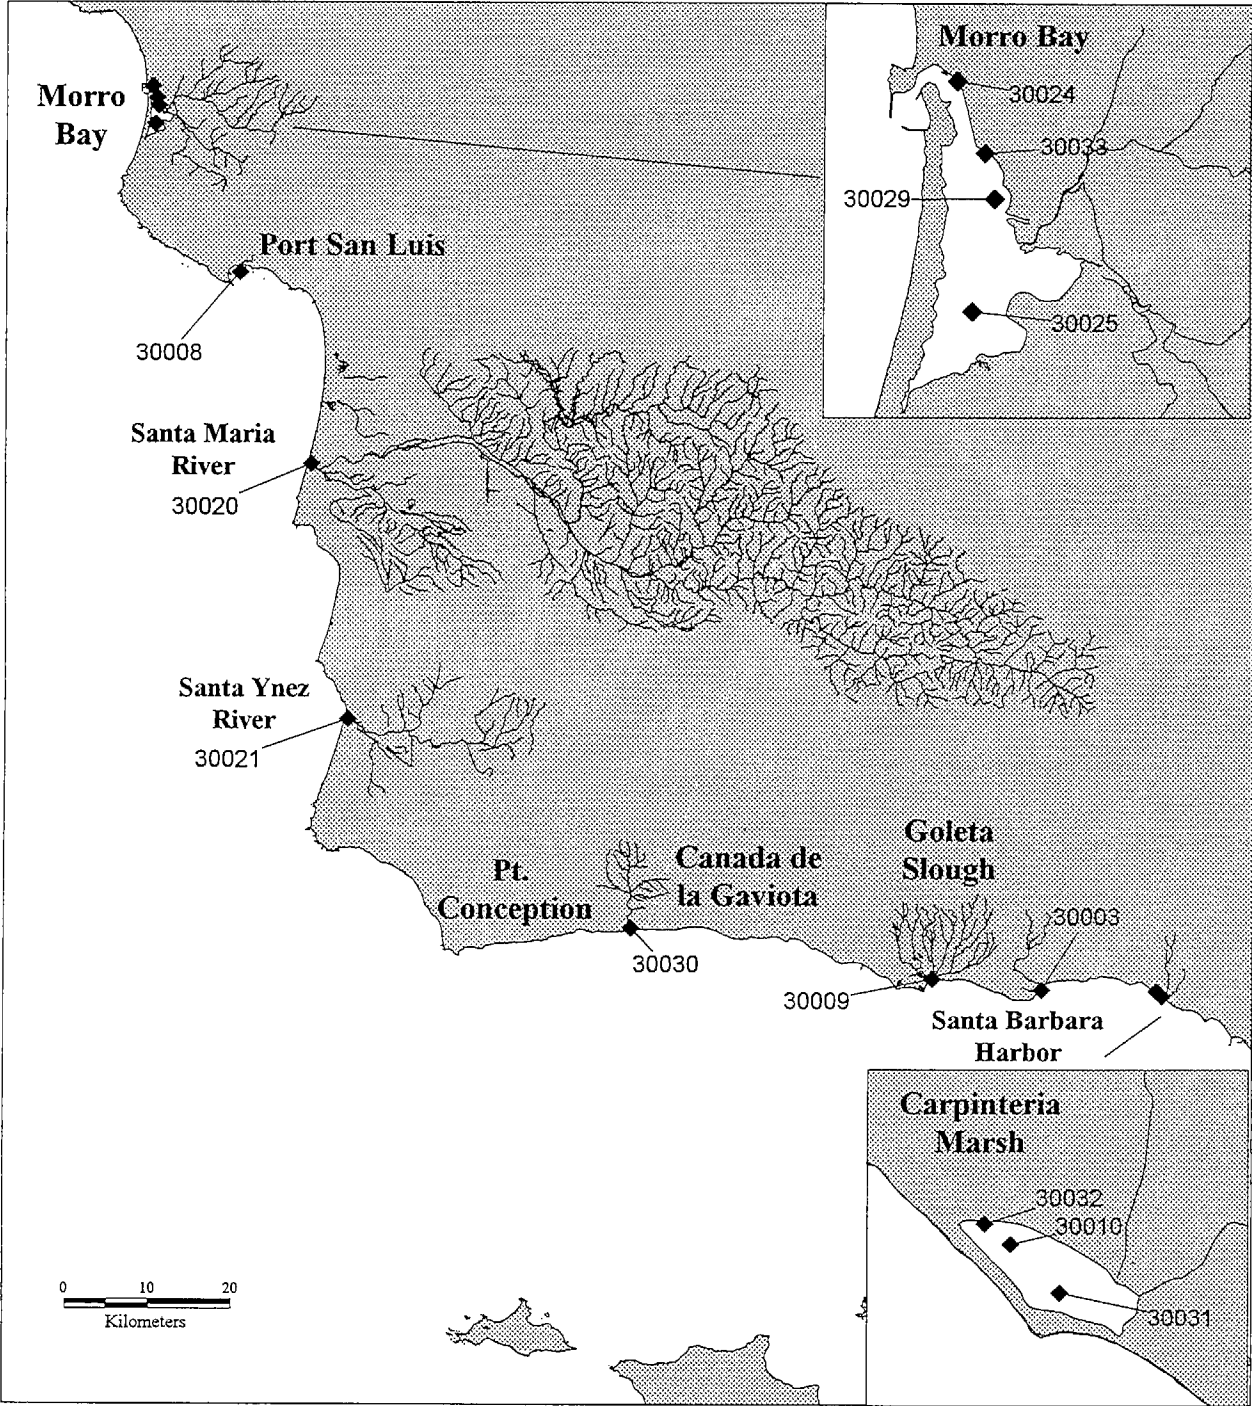 Morro Bay
30024
30033
30029
30025
Morro
Bay
Port San Luis
30008
Santa Maria
River
30020
Santa Ynez
River
30021
Pt.
Conception
Canada de
la Gaviota
30030
Goleta
Slough
30009
30003
Santa Barbara
Harbor
Carpinteria
Marsh
30032
30010
30031
0 10 20
Kilometers